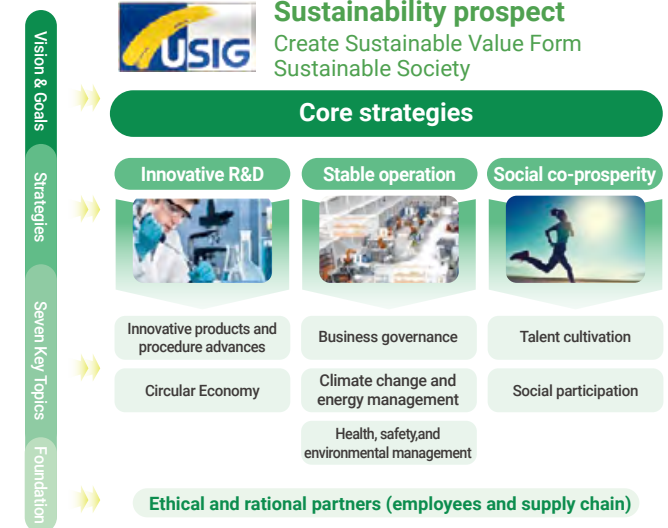 USIG
Sustainability prospect
Create Sustainable Value Form
Sustainable Society
Vision & Goals
Core strategies
Strategies
Innovative R&D
Stable operation
Social co-prosperity
Seven Key Topics
Innovative products and
procedure advances
Business governance
Talent cultivation
Circular Economy
Climate change and
energy management
Social participation
Health, safety,and
environmental management
Foundation
Ethical and rational partners (employees and supply chain)